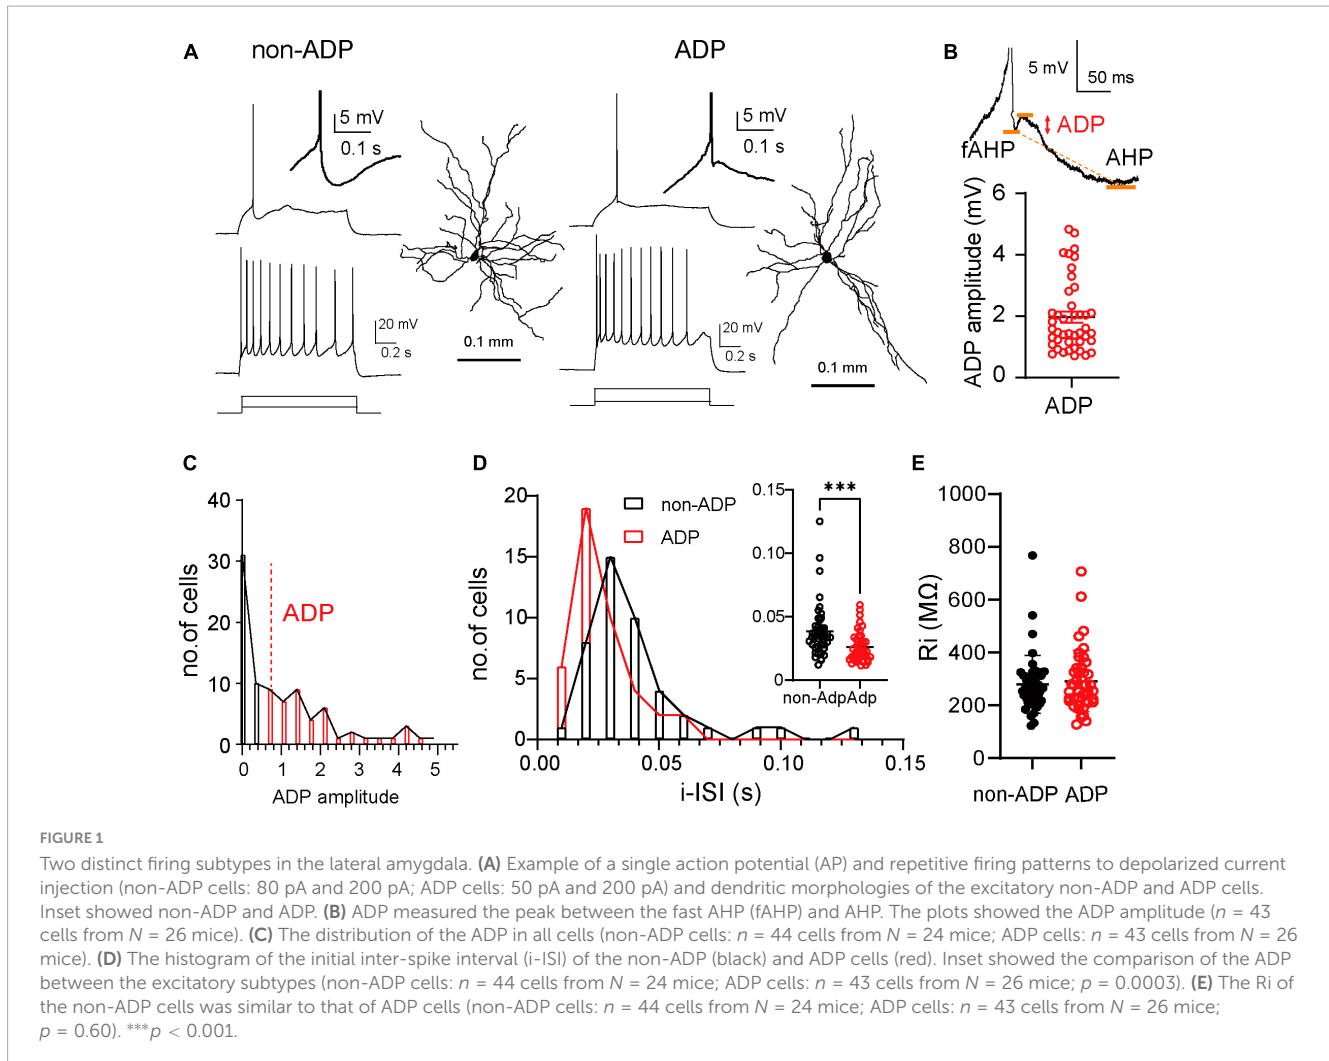 A
non-ADP
ADP
5 mV
0.1 s
5 mV
0.1 s
20 mV
0.2 s
0.1 mm
20 mV
0.2 s
0.1 mm
B
5 mV
50 ms
ADP
fAHP
AHP
ADP amplitude (mV)
6
4
2
0
ADP
C
no.of cells
40
30
20
10
0
ADP
0 1 2 3 4 5
ADP amplitude
D
no.of cells
20
15
10
5
0
non-ADP
ADP
0.00 0.05 0.10 0.15
i-ISI (s)
0.15
0.10
0.05
0
***
non-Adp Adp
E
Ri (MΩ)
1000
800
600
400
200
0
non-ADP ADP
FIGURE 1
Two distinct firing subtypes in the lateral amygdala. (A) Example of a single action potential (AP) and repetitive firing patterns to depolarized current
injection (non-ADP cells: 80 pA and 200 pA; ADP cells: 50 pA and 200 pA) and dendritic morphologies of the excitatory non-ADP and ADP cells.
Inset showed non-ADP and ADP. (B) ADP measured the peak between the fast AHP (fAHP) and AHP. The plots showed the ADP amplitude (n = 43
cells from N = 26 mice). (C) The distribution of the ADP in all cells (non-ADP cells: n = 44 cells from N = 24 mice; ADP cells: n = 43 cells from N = 26
mice). (D) The histogram of the initial inter-spike interval (i-ISI) of the non-ADP (black) and ADP cells (red). Inset showed the comparison of the ADP
between the excitatory subtypes (non-ADP cells: n = 44 cells from N = 24 mice; ADP cells: n = 43 cells from N = 26 mice; p = 0.0003). (E) The Ri of
the non-ADP cells was similar to that of ADP cells (non-ADP cells: n = 44 cells from N = 24 mice; ADP cells: n = 43 cells from N = 26 mice;
p = 0.60). ***p < 0.001.